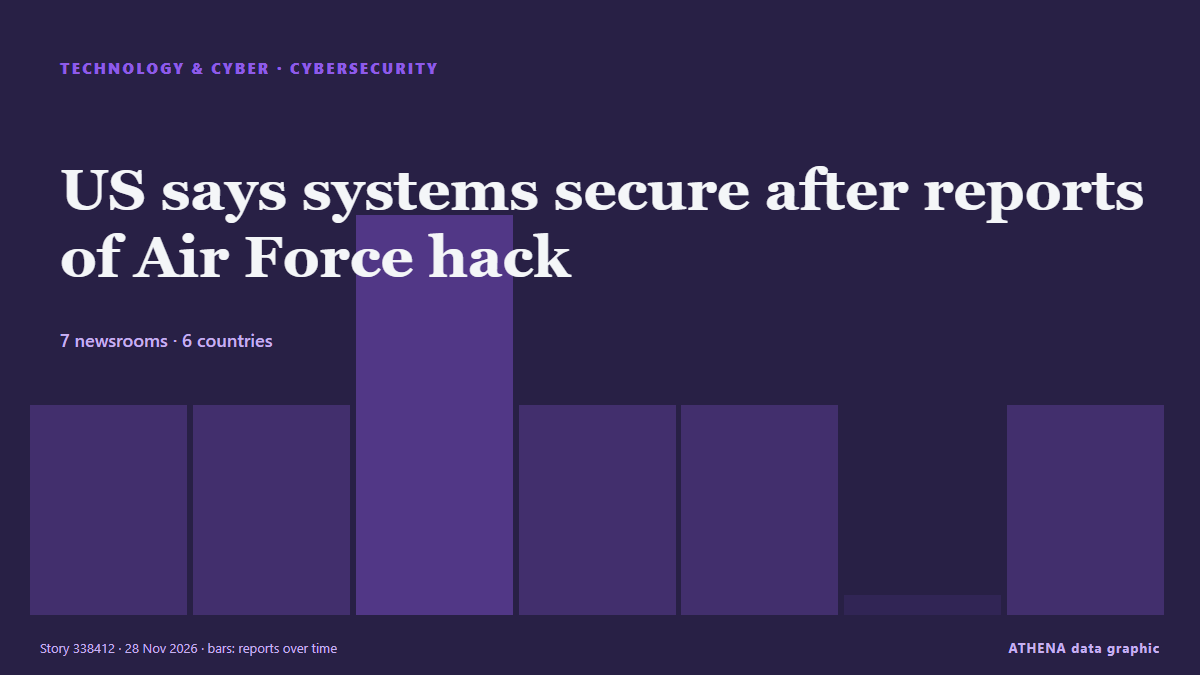 TECHNOLOGY & CYBER · CYBERSECURITY
US says systems secure after reports
of Air Force hack
7 newsrooms · 6 countries
Story 338412 · 28 Nov 2026 · bars: reports over time
ATHENA data graphic